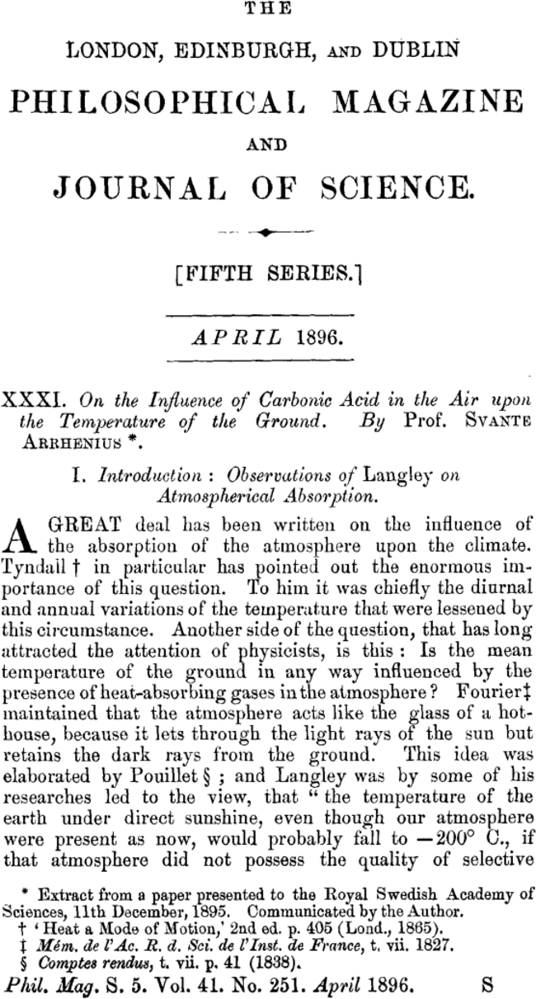 THE
LONDON, EDINBURGH, AND DUBLIN
PHILOSOPHICAL MAGAZINE
AND
JOURNAL OF SCIENCE.
[FIFTH SERIES.]
APRIL 1896.
XXXI. On the Influence of Carbonic Acid in the Air upon
the Temperature of the Ground. By Prof. SVANTE
ARRHENIUS *.
I. Introduction : Observations of Langley on
Atmospherical Absorption.
A GREAT deal has been written on the influence of
the absorption of the atmosphere upon the climate.
Tyndall † in particular has pointed out the enormous im-
portance of this question. To him it was chiefly the diurnal
and annual variations of the temperature that were lessened by
this circumstance. Another side of the question, that has long
attracted the attention of physicists, is this : Is the mean
temperature of the ground in any way influenced by the
presence of heat-absorbing gases in the atmosphere ? Fourier‡
maintained that the atmosphere acts like the glass of a hot-
house, because it lets through the light rays of the sun but
retains the dark rays from the ground. This idea was
elaborated by Pouillet § ; and Langley was by some of his
researches led to the view, that “ the temperature of the
earth under direct sunshine, even though our atmosphere
were present as now, would probably fall to −200° C., if
that atmosphere did not possess the quality of selective
* Extract from a paper presented to the Royal Swedish Academy of
Sciences, 11th December, 1895. Communicated by the Author.
† ‘ Heat a Mode of Motion,’ 2nd ed. p. 405 (Lond., 1865).
‡ Mém. de l’Ac. R. d. Sci. de l’Inst. de France, t. vii. 1827.
§ Comptes rendus, t. vii. p. 41 (1838).
Phil. Mag. S. 5. Vol. 41. No. 251. April 1896. S